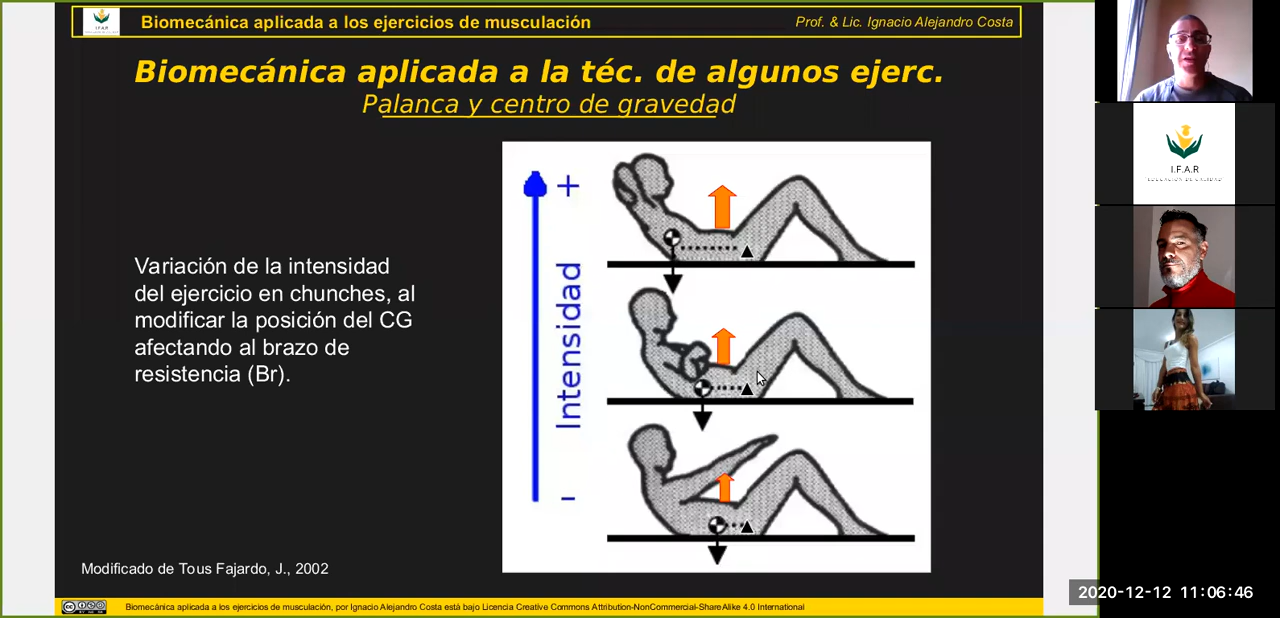 Biomecánica aplicada a los ejercicios de musculación
Prof. & Lic. Ignacio Alejandro Costa
Biomecánica aplicada a la téc. de algunos ejerc.
Palanca y centro de gravedad
Variación de la intensidad
del ejercicio en chunches, al
modificar la posición del CG
afectando al brazo de
resistencia (Br).
+
Intensidad
-
Modificado de Tous Fajardo, J., 2002
Biomecánica aplicada a los ejercicios de musculación, por Ignacio Alejandro Costa está bajo Licencia Creative Commons Attribution-NonCommercial-ShareAlike 4.0 International
I.F.A.R
2020-12-12 11:06:46